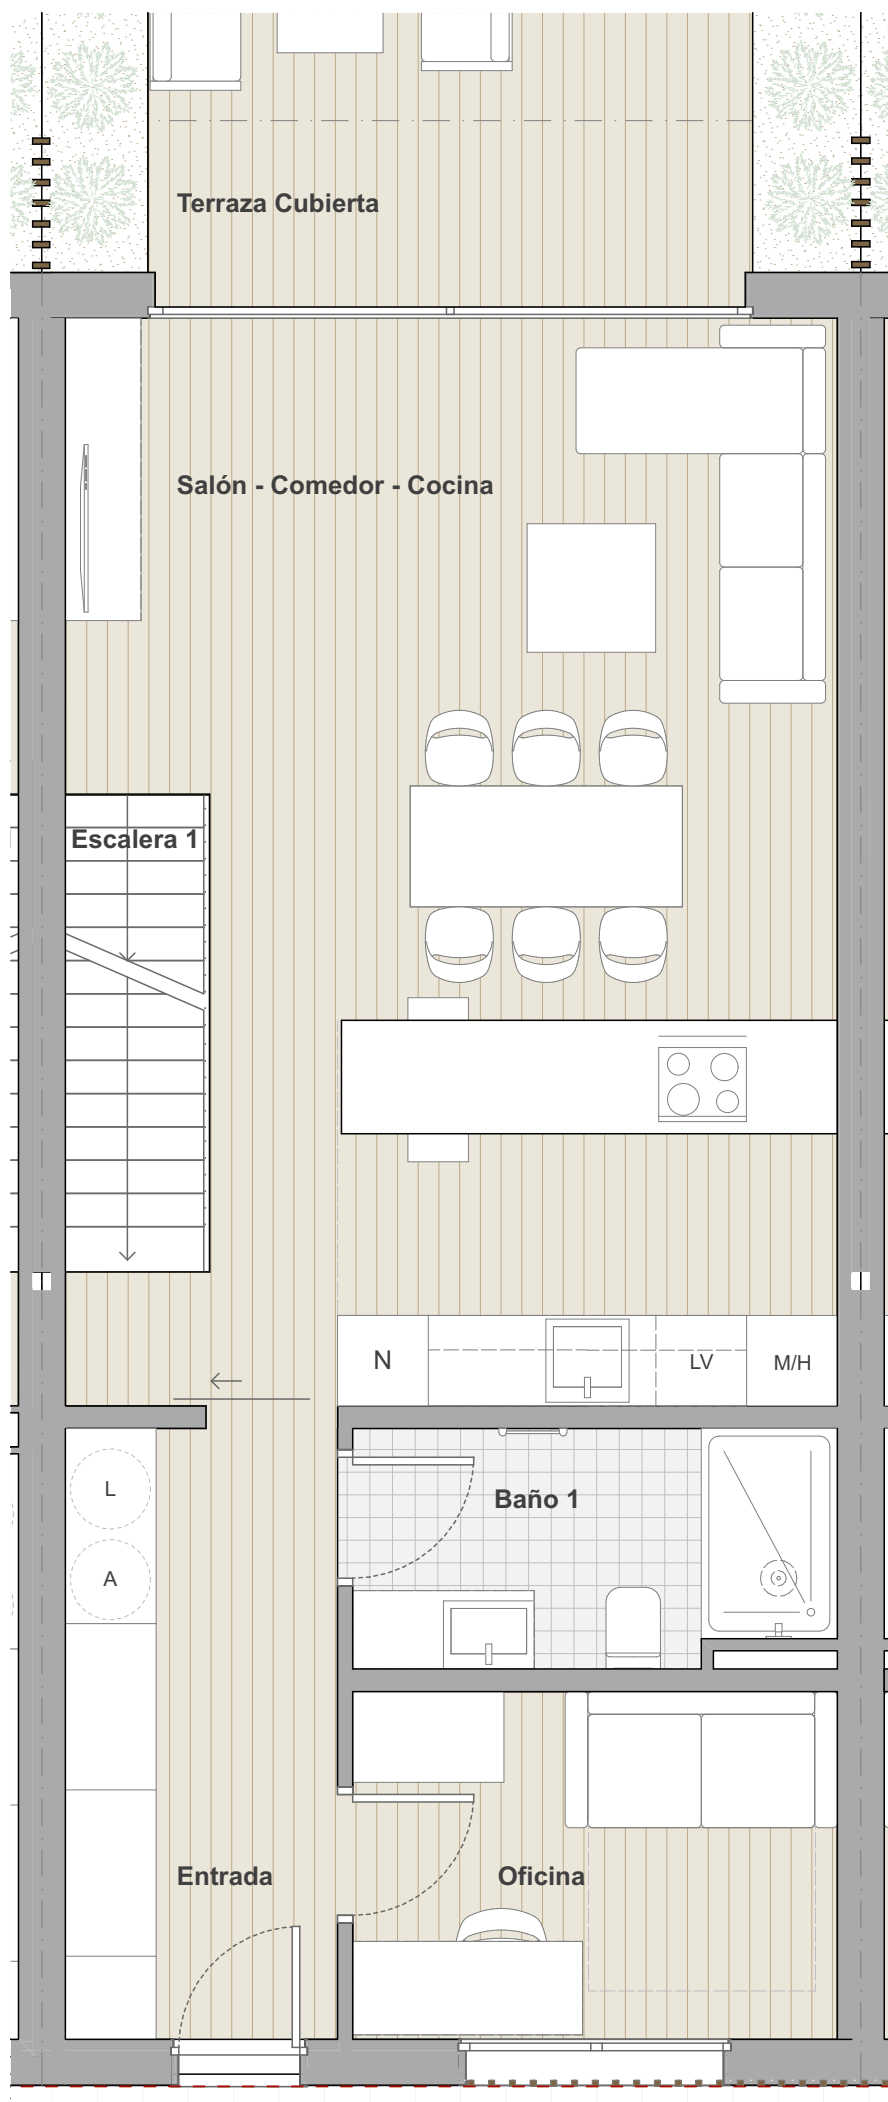 Terraza Cubierta
Salón - Comedor - Cocina
Escalera 1
N
LV
M/H
L
Baño 1
A
Entrada
Oficina